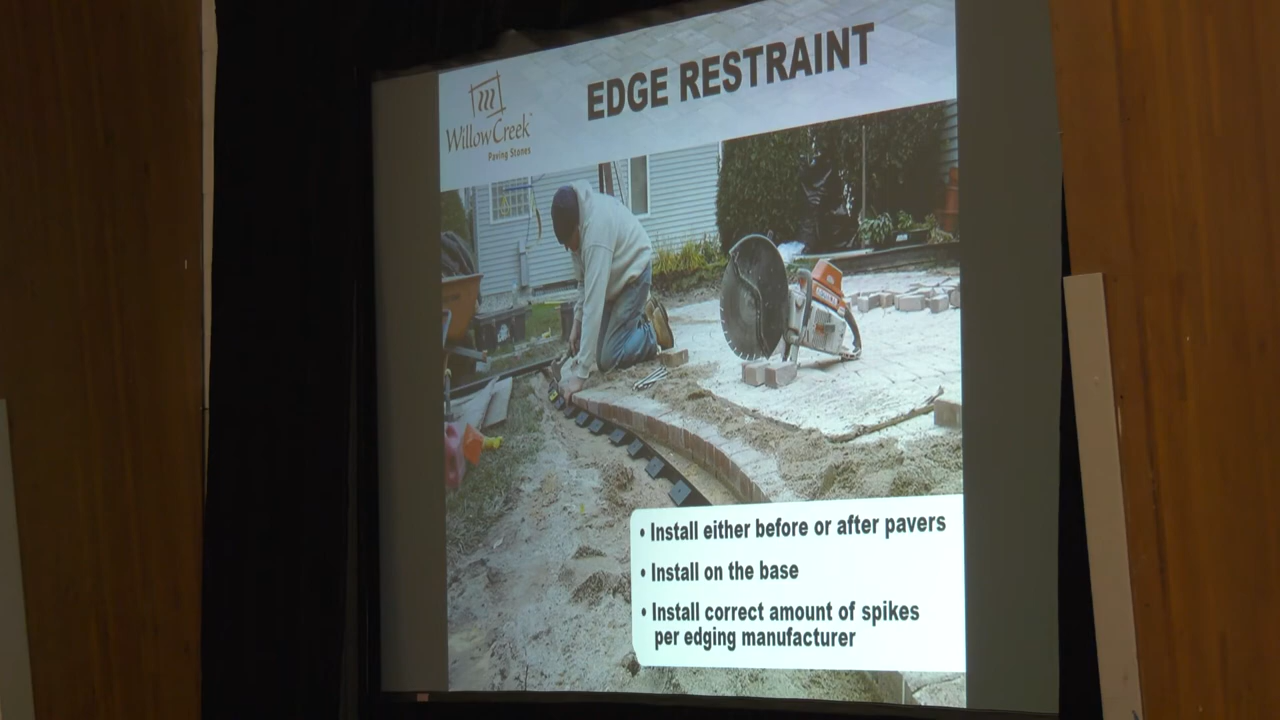 EDGE RESTRAINT
WillowCreek
Paving Stones
• Install either before or after pavers
• Install on the base
• Install correct amount of spikes
per edging manufacturer